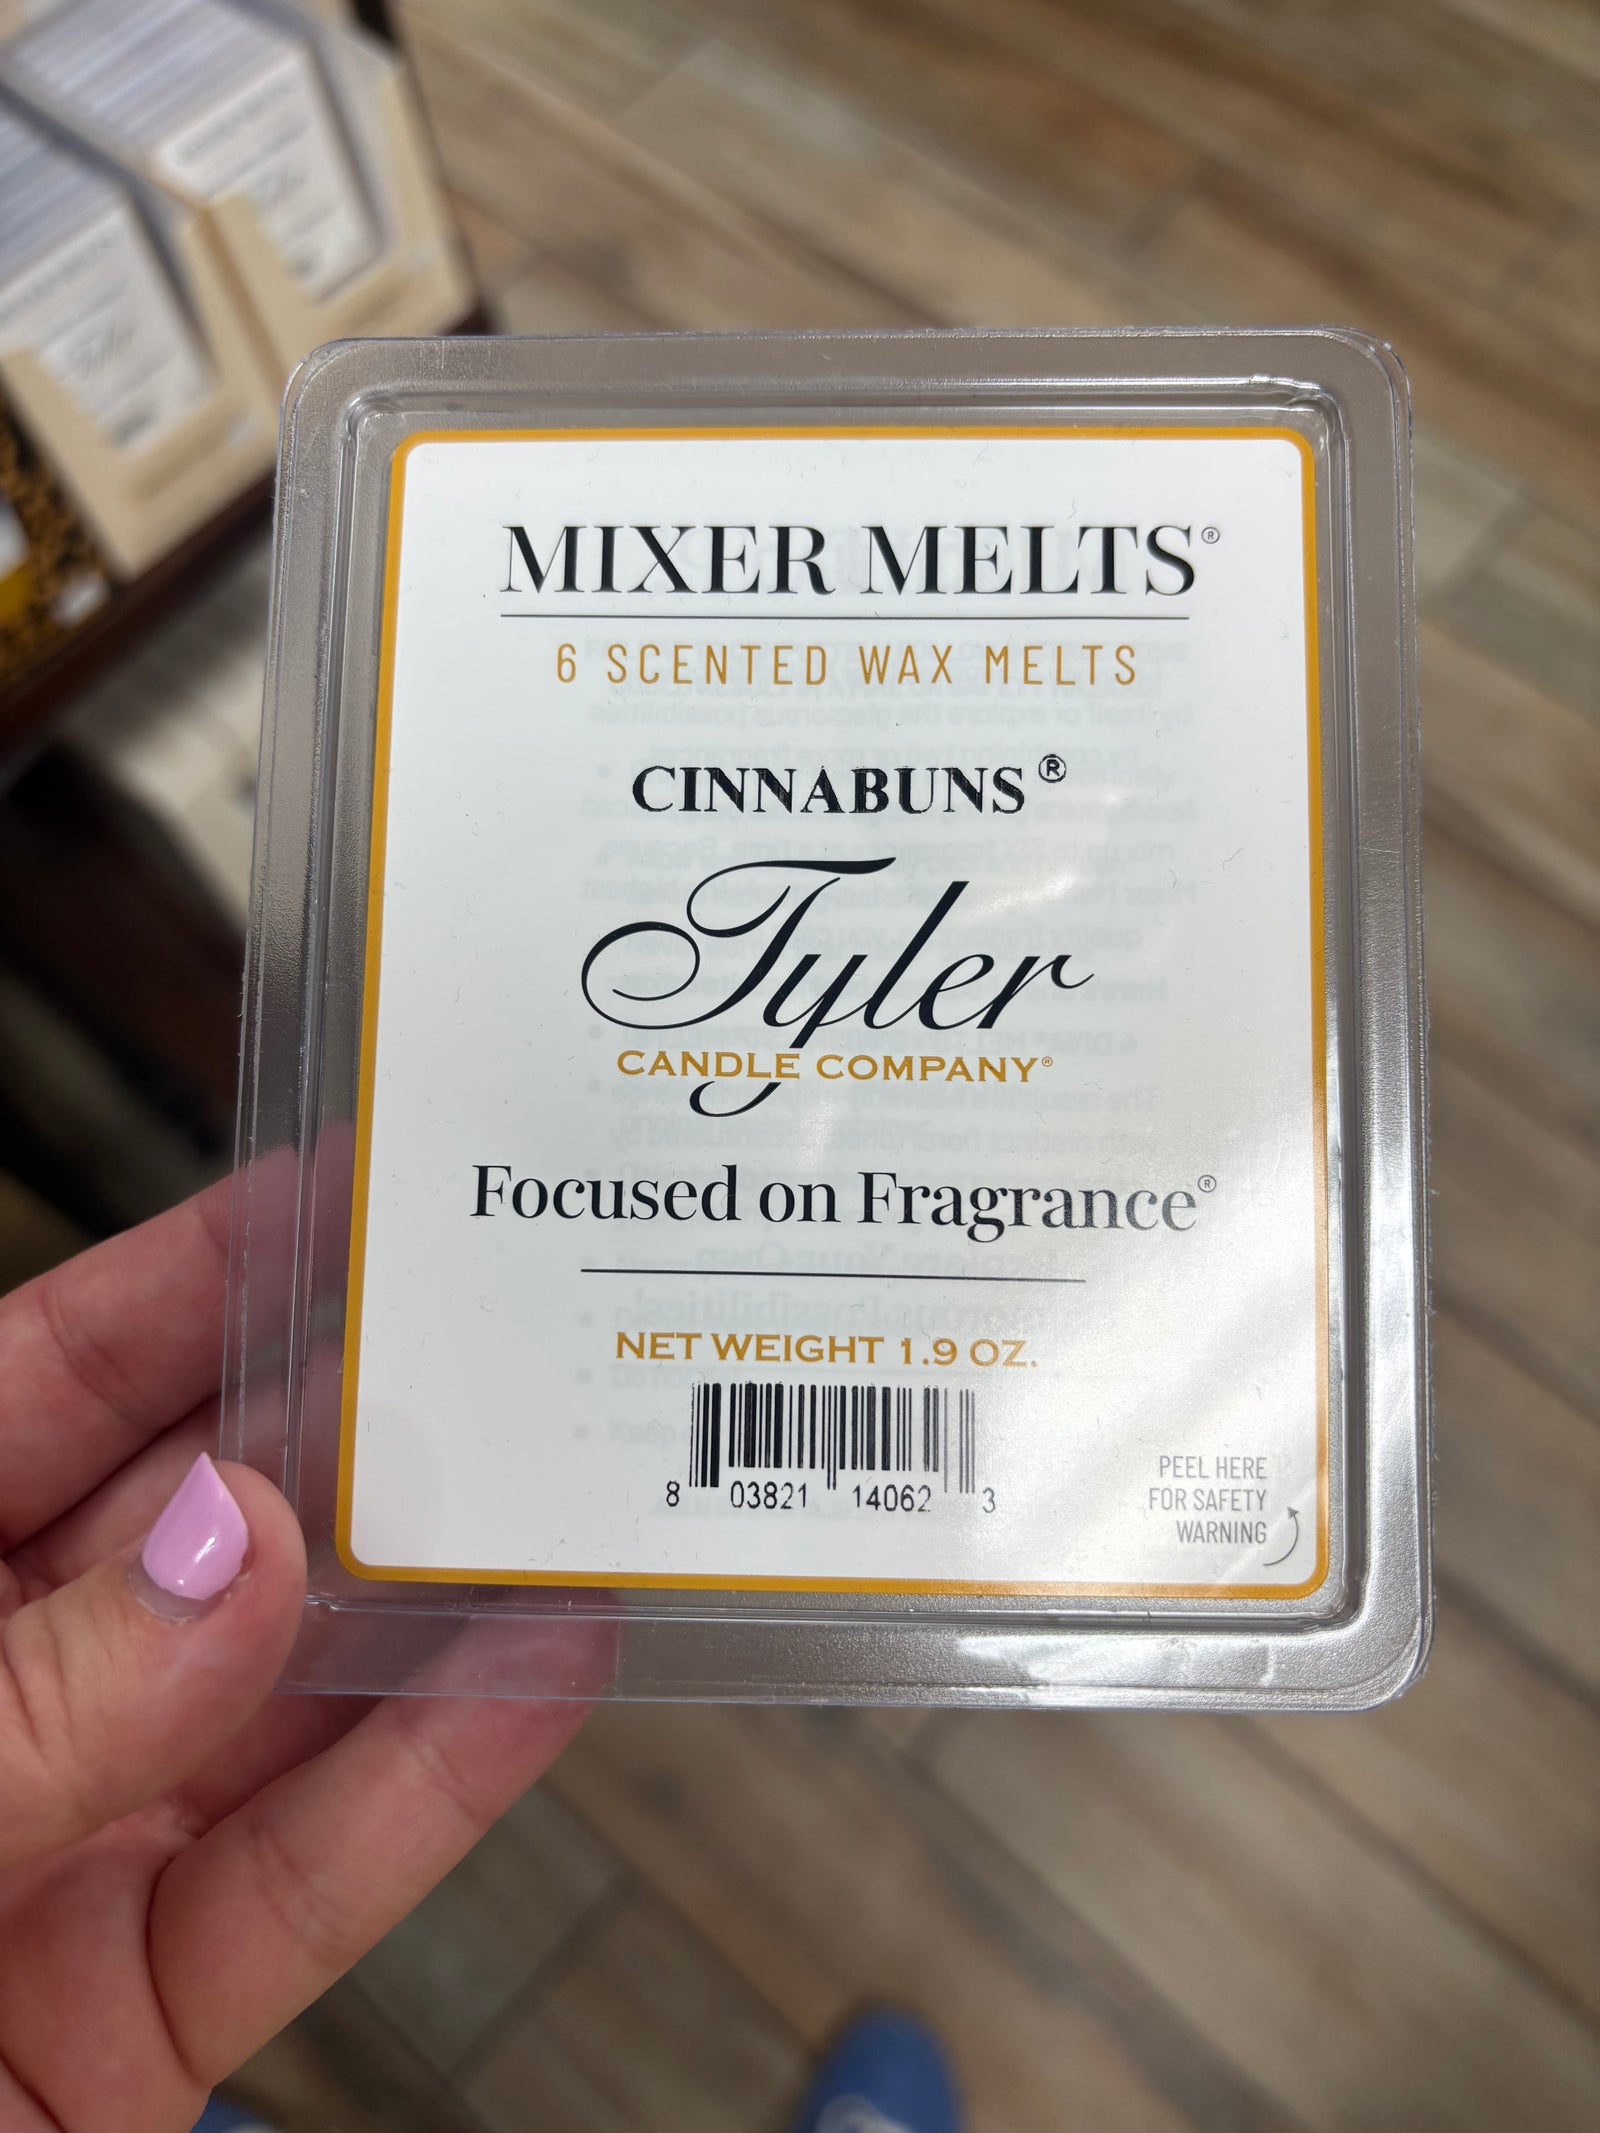 MIXER MELTS®
6 SCENTED WAX MELTS
CINNABUNS®
Tyler
CANDLE COMPANY®
Focused on Fragrance®
NET WEIGHT 1.9 OZ.
8 03821 14062 3
PEEL HERE
FOR SAFETY
WARNING